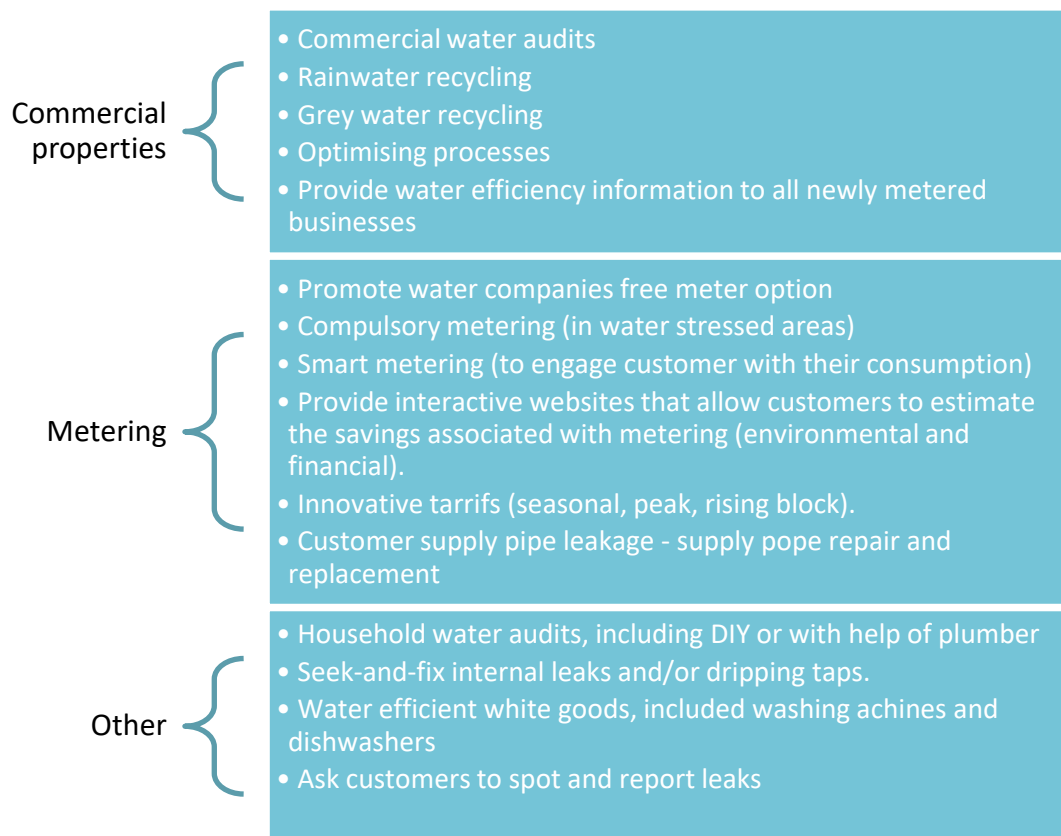 Commercial
properties
• Commercial water audits
• Rainwater recycling
• Grey water recycling
• Optimising processes
• Provide water efficiency information to all newly metered
businesses
Metering
• Promote water companies free meter option
• Compulsory metering (in water stressed areas)
• Smart metering (to engage customer with their consumption)
• Provide interactive websites that allow customers to estimate
the savings associated with metering (environmental and
financial).
• Innovative tarrifs (seasonal, peak, rising block).
• Customer supply pipe leakage - supply pope repair and
replacement
Other
• Household water audits, including DIY or with help of plumber
• Seek-and-fix internal leaks and/or dripping taps.
• Water efficient white goods, included washing achines and
dishwashers
• Ask customers to spot and report leaks